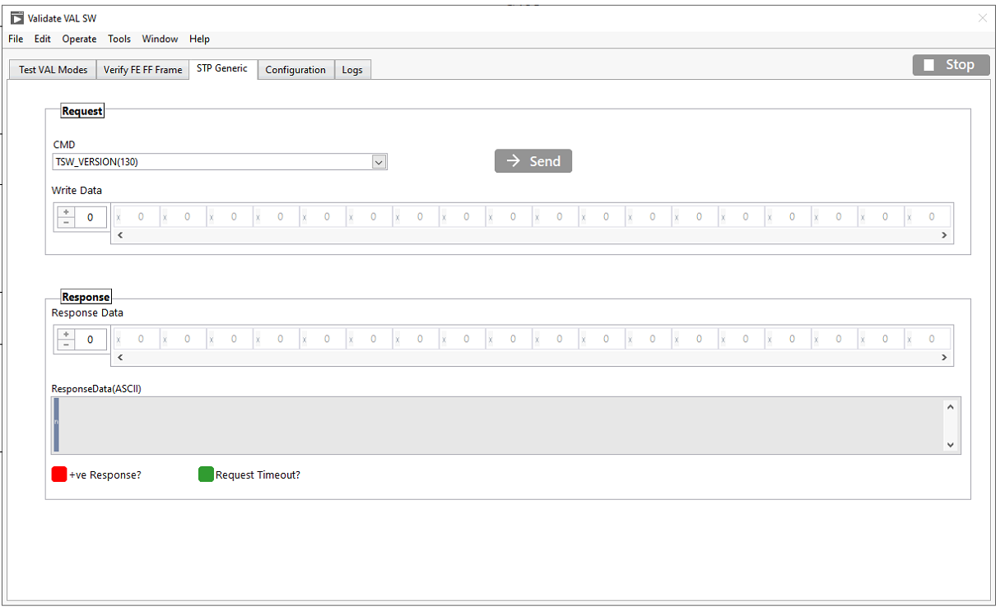 Validate VAL SW
File Edit Operate Tools Window Help
Test VAL Modes Verify FE FF Frame STP Generic Configuration Logs
Stop
Request
CMD
TSW_VERSION(130)
Send
Write Data
0 x 0 x 0 x 0 x 0 x 0 x 0 x 0 x 0 x 0 x 0 x 0 x 0 x 0 x 0 x 0 x 0 x 0 x 0
Response
Response Data
0 x 0 x 0 x 0 x 0 x 0 x 0 x 0 x 0 x 0 x 0 x 0 x 0 x 0 x 0 x 0 x 0 x 0 x 0
ResponseData(ASCII)
n
+ve Response? Request Timeout?